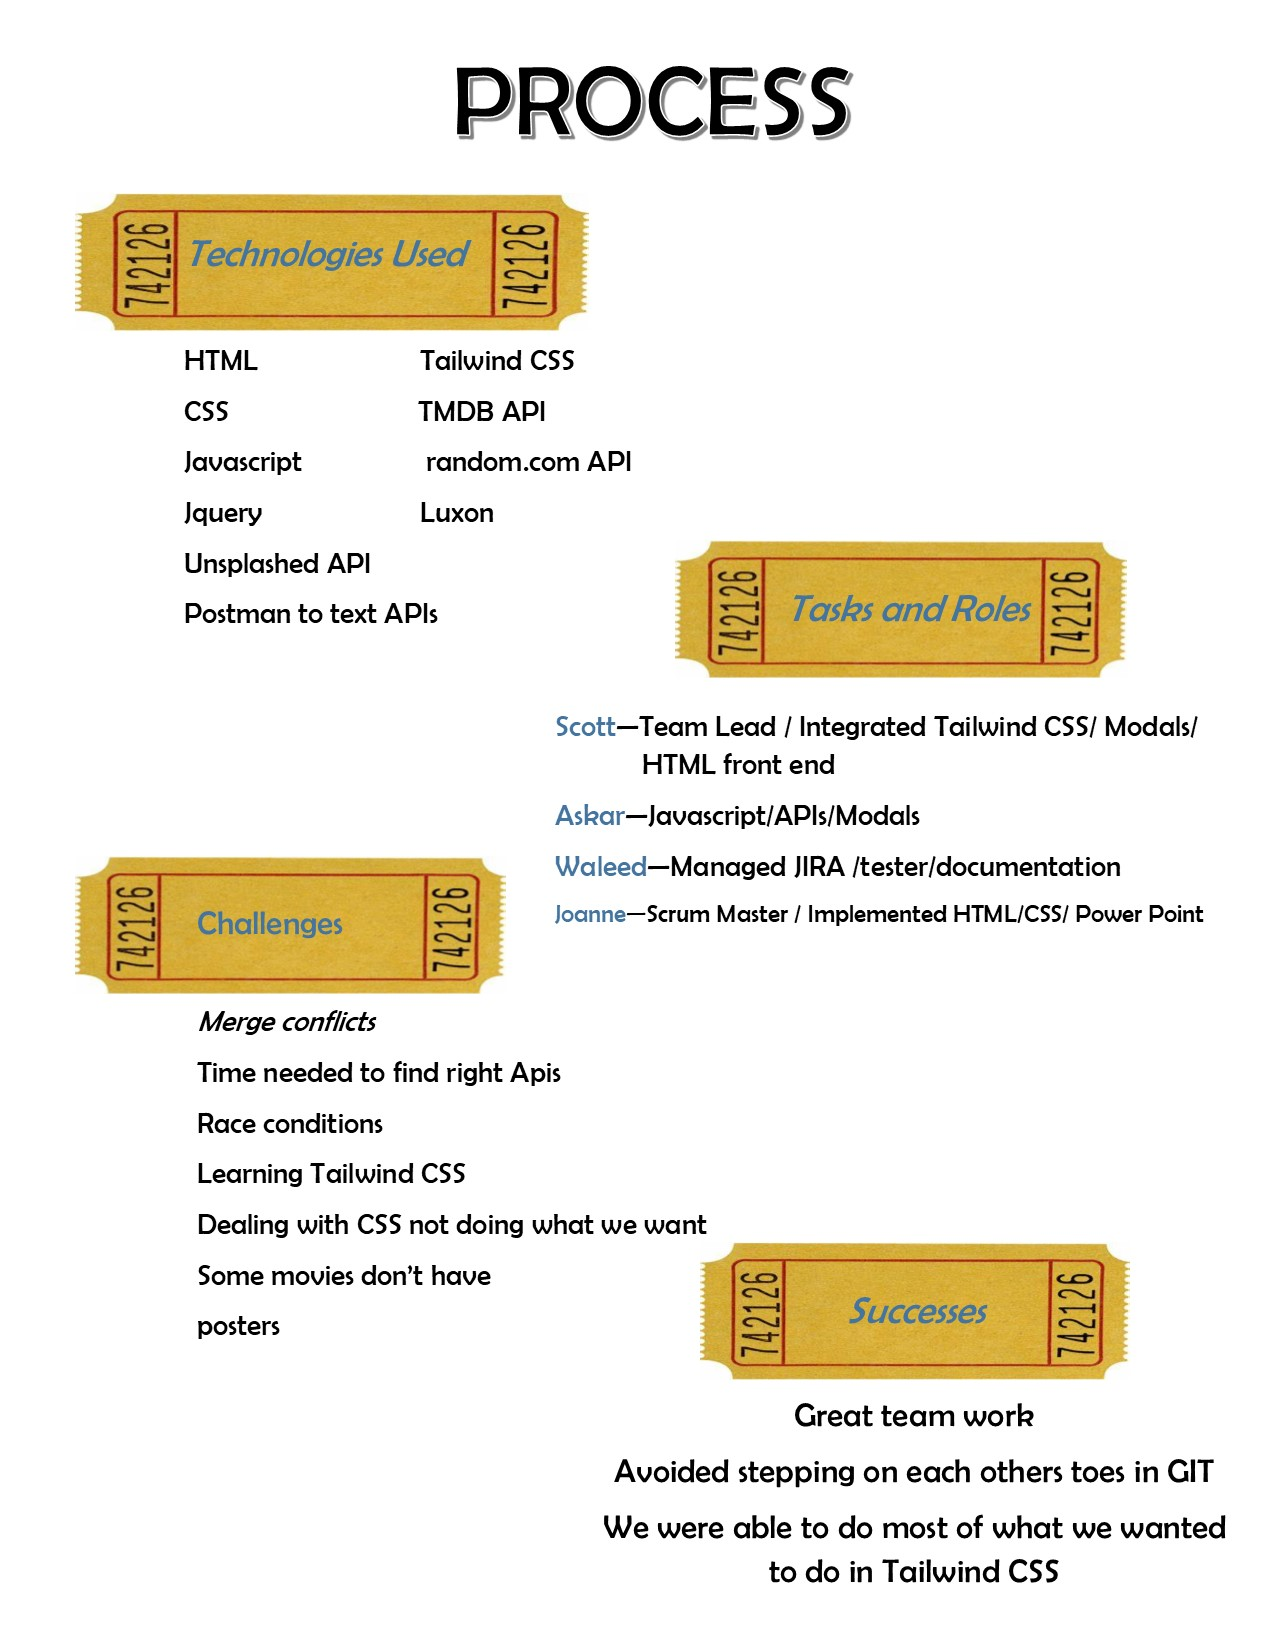 PROCESS
742126 Technologies Used 742126
HTML Tailwind CSS
CSS TMDB API
Javascript random.com API
Jquery Luxon
Unsplashed API
Postman to text APIs
742126 Tasks and Roles 742126
Scott—Team Lead / Integrated Tailwind CSS/ Modals/
HTML front end
Askar—Javascript/APIs/Modals
Waleed—Managed JIRA /tester/documentation
Joanne—Scrum Master / Implemented HTML/CSS/ Power Point
742126 Challenges 742126
Merge conflicts
Time needed to find right Apis
Race conditions
Learning Tailwind CSS
Dealing with CSS not doing what we want
Some movies don’t have
posters
742126 Successes 742126
Great team work
Avoided stepping on each others toes in GIT
We were able to do most of what we wanted
to do in Tailwind CSS